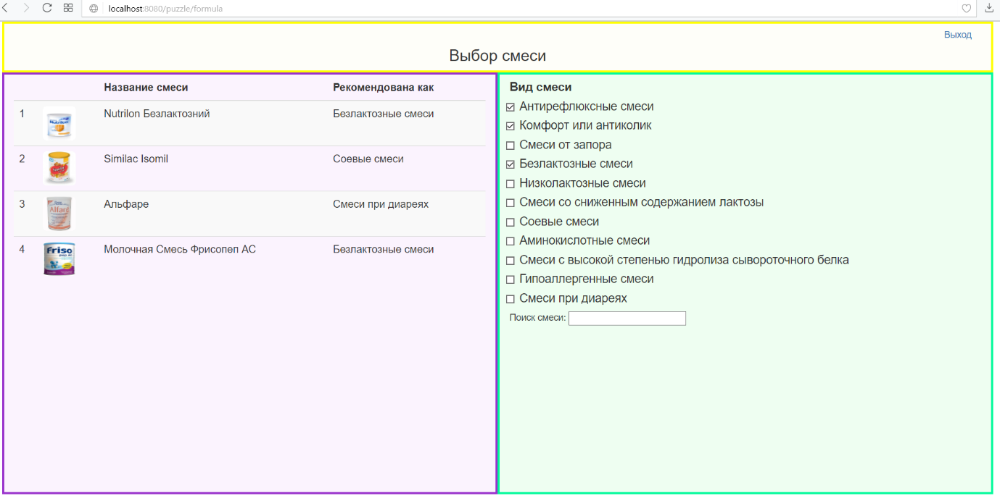 localhost:8080/puzzle/formula
Выход
Выбор смеси
Название смеси Рекомендована как
1 Nutrilon Безлактозний Безлактозные смеси
2 Similac Isomil Соевые смеси
3 Alfaré Альфаре Смеси при диареях
4 Friso pep AC Молочная Смесь Фрисопеп АС Безлактозные смеси
Вид смеси
Антирефлюксные смеси
Комфорт или антиколик
Смеси от запора
Безлактозные смеси
Низколактозные смеси
Смеси со сниженным содержанием лактозы
Соевые смеси
Аминокислотные смеси
Смеси с высокой степенью гидролиза сывороточного белка
Гипоаллергенные смеси
Смеси при диареях
Поиск смеси: